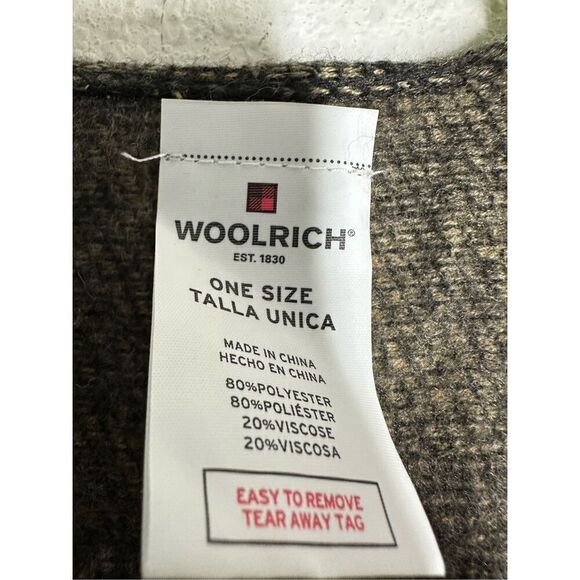 WOOLRICH®
EST. 1830
ONE SIZE
TALLA UNICA
MADE IN CHINA
HECHO EN CHINA
80%POLYESTER
80%POLIÉSTER
20%VISCOSE
20%VISCOSA
EASY TO REMOVE
TEAR AWAY TAG